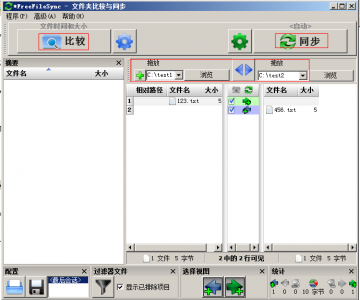 *FreeFileSync - 文件夹比较与同步
程序(P) 高级(A) 帮助(H)
文件时间和大小
<自动>
比较
同步
摘要
文件名 大小
拖放
C:\test1
浏览
拖放
C:\test2
浏览
相对路径 文件名 大小
1 123.txt 5
2
文件名 大小
456.txt 5
1 文件 5 字节
2 中的 2 行可见
1 文件 5 字节
配置
<最后会话>
过滤器文件
显示已排除项目
选择视图
统计
1 0 0 10 字节 0 0 1